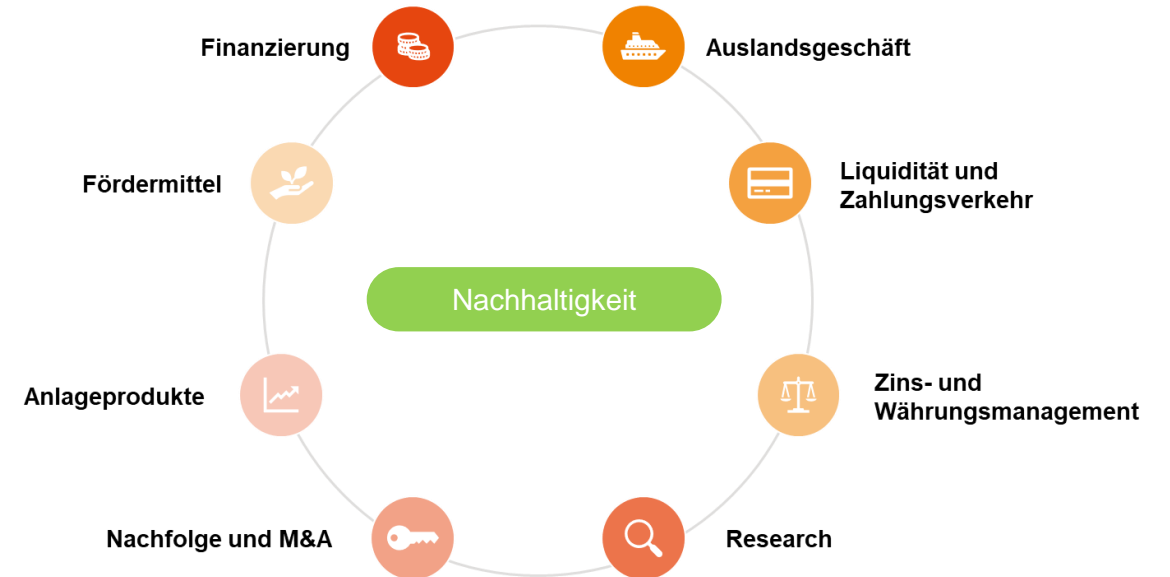 Finanzierung
Auslandsgeschäft
Fördermittel
Liquidität und
Zahlungsverkehr
Nachhaltigkeit
Anlageprodukte
Zins- und
Währungsmanagement
Nachfolge und M&A
Research